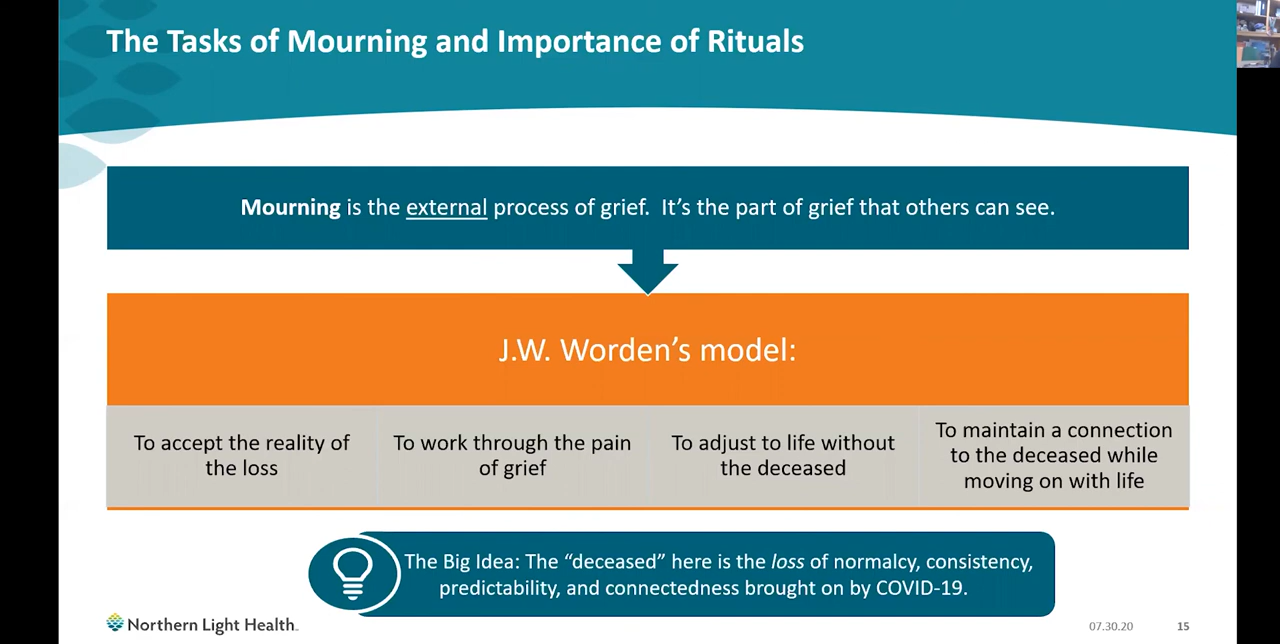 The Tasks of Mourning and Importance of Rituals
Mourning is the external process of grief.  It’s the part of grief that others can see.
J.W. Worden’s model:
To accept the reality of
the loss
To work through the pain
of grief
To adjust to life without
the deceased
To maintain a connection
to the deceased while
moving on with life
The Big Idea: The “deceased” here is the loss of normalcy, consistency,
predictability, and connectedness brought on by COVID-19.
Northern Light Health.
07.30.20
15